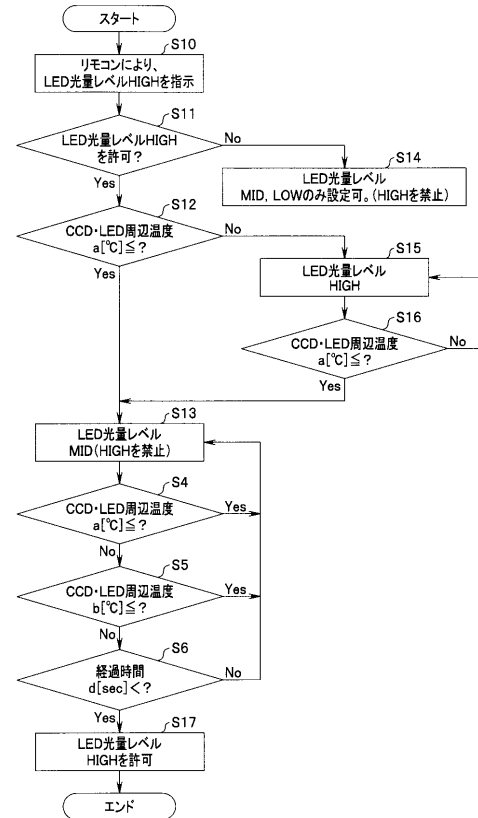 スタート
S10
リモコンにより、
LED光量レベルHIGHを指示
S11
LED光量レベルHIGH
を許可？
No
Yes
S14
LED光量レベル
MID, LOWのみ設定可。(HIGHを禁止)
S12
CCD・LED周辺温度
a[℃]≦？
No
Yes
S15
LED光量レベル
HIGH
S16
CCD・LED周辺温度
a[℃]≦？
No
Yes
S13
LED光量レベル
MID(HIGHを禁止)
S4
CCD・LED周辺温度
a[℃]≦？
Yes
No
S5
CCD・LED周辺温度
b[℃]≦？
Yes
No
S6
経過時間
d[sec]<？
No
Yes
S17
LED光量レベル
HIGHを許可
エンド